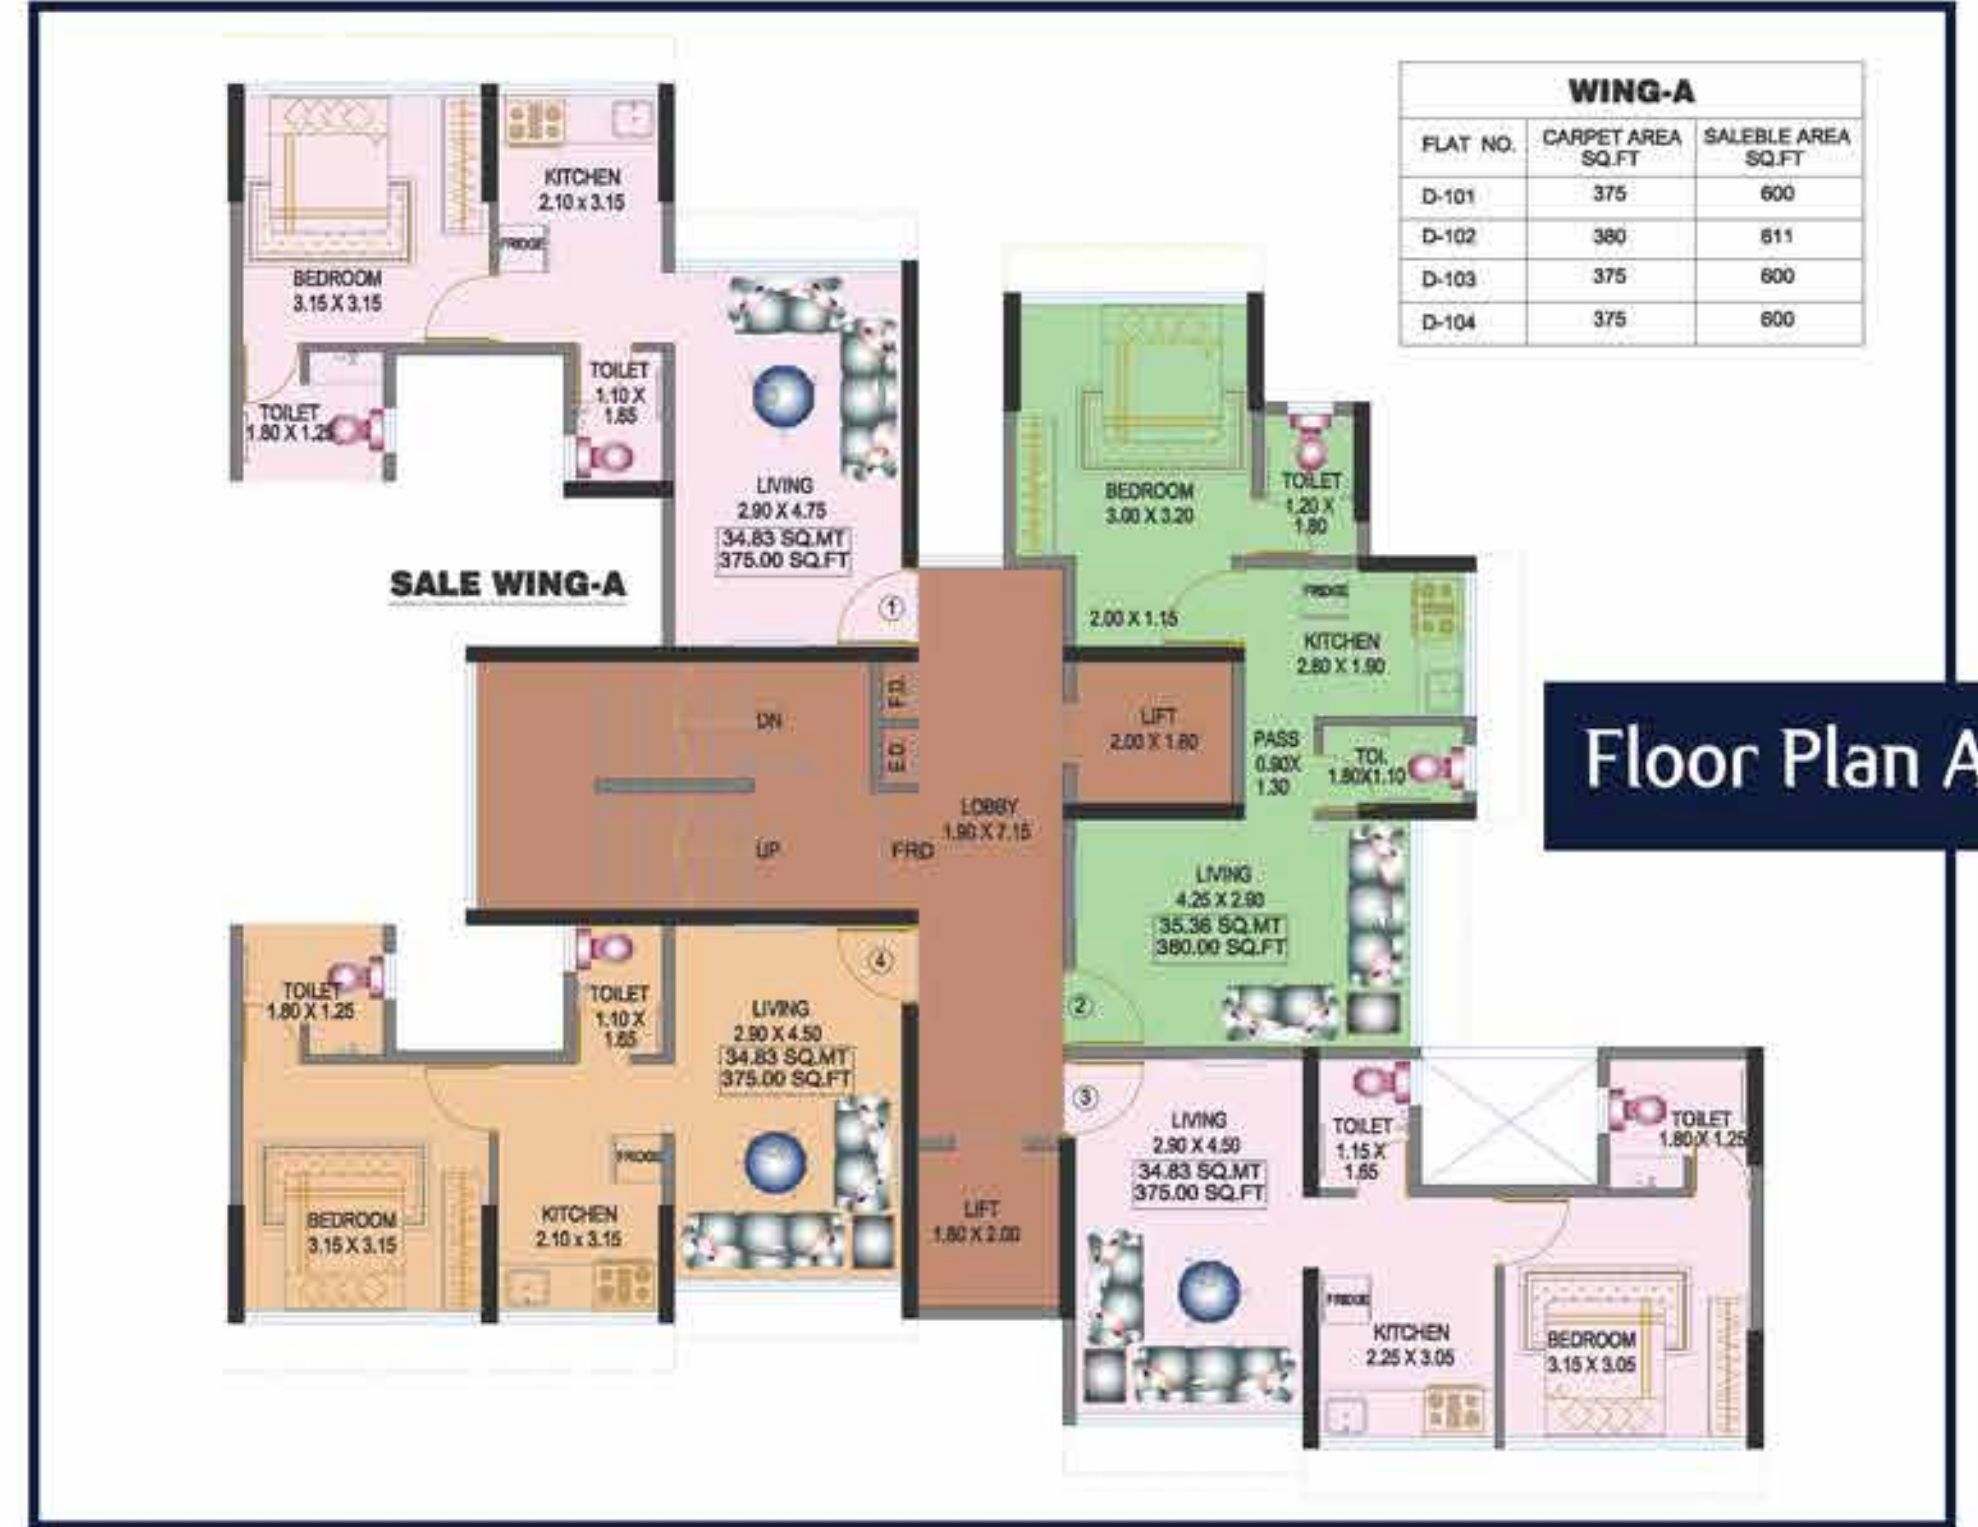 WING-A
FLAT NO. CARPET AREA SQ.FT SALEBLE AREA SQ.FT
D-101 375 600
D-102 380 611
D-103 375 600
D-104 375 600
KITCHEN
2.10 x 3.15
FRIDGE
BEDROOM
3.15 X 3.15
TOILET
1.80 X 1.25
TOILET
1.10 X
1.65
LIVING
2.90 X 4.75
34.83 SQ.MT
375.00 SQ.FT
1
SALE WING-A
BEDROOM
3.00 X 3.20
TOILET
1.20 X
1.80
2.00 X 1.15
FRIDGE
KITCHEN
2.80 X 1.90
LIFT
2.00 X 1.80
PASS
0.90X
1.30
TOI.
1.80X1.10
Floor Plan A
DN
F.D.
E.D.
UP
FRD
LOBBY
1.90 X 7.15
LIVING
4.25 X 2.90
35.36 SQ.MT
380.00 SQ.FT
2
4
TOILET
1.80 X 1.25
TOILET
1.10 X
1.65
LIVING
2.90 X 4.50
34.83 SQ.MT
375.00 SQ.FT
FRIDGE
BEDROOM
3.15 X 3.15
KITCHEN
2.10 x 3.15
LIFT
1.80 X 2.00
3
LIVING
2.90 X 4.50
34.83 SQ.MT
375.00 SQ.FT
TOILET
1.15 X
1.65
TOILET
1.80 X 1.25
FRIDGE
KITCHEN
2.25 X 3.05
BEDROOM
3.15 X 3.05